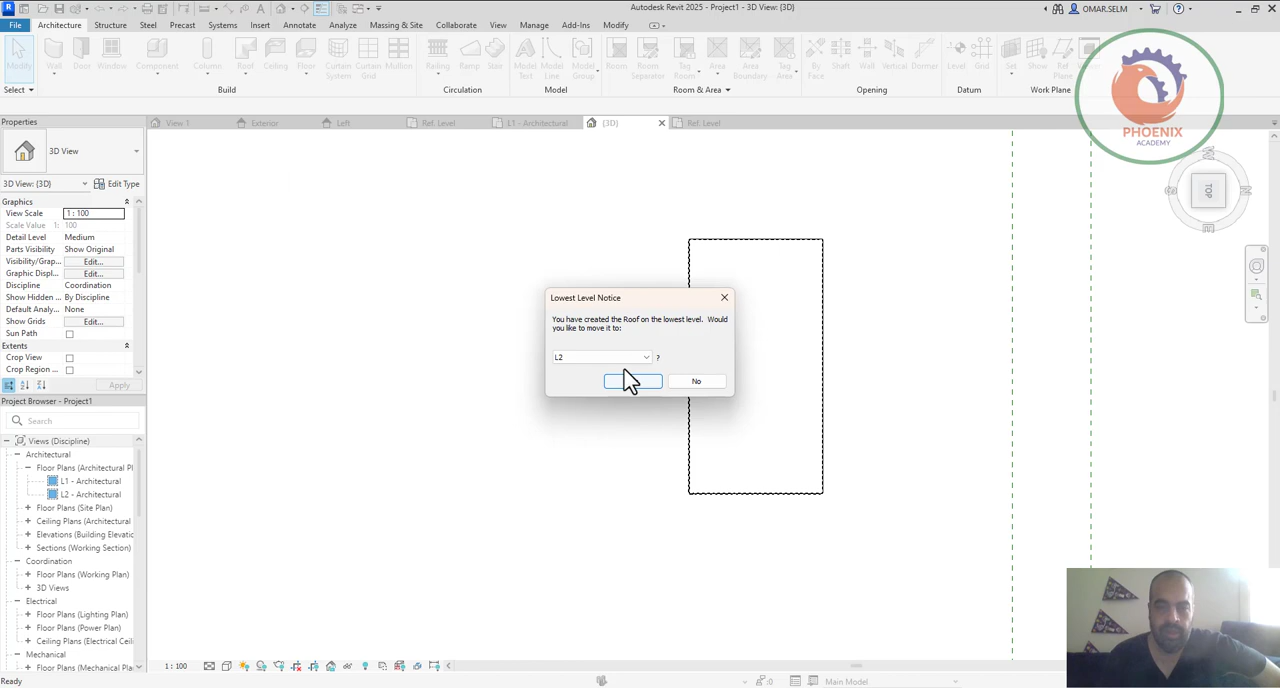 Autodesk Revit 2025 - Project1 - 3D View: {3D}
OMAR.SELM
File Architecture Structure Steel Precast Systems Insert Annotate Analyze Massing & Site Collaborate View Manage Add-Ins Modify
Modify Wall Door Window Component Column Roof Ceiling Floor Curtain System Curtain Grid Mullion Railing Ramp Stair Model Text Model Line Model Group Room Room Separator Tag Room Area Area Boundary Tag Area By Face Shaft Wall Vertical Dormer Level Grid Set Show Ref Plane
Select Build Circulation Model Room & Area Opening Datum Work Plane
PHOENIX
ACADEMY
Properties
View 1 Exterior Left Ref. Level L1 - Architectural {3D} Ref. Level
3D View
3D View: {3D} Edit Type
Graphics
View Scale 1 : 100
Scale Value 1: 100
Detail Level Medium
Parts Visibility Show Original
Visibility/Grap... Edit...
Graphic Displ... Edit...
Discipline Coordination
Show Hidden ... By Discipline
Default Analy... None
Show Grids Edit...
Sun Path
Extents
Crop View
Crop Region
Apply
TOP
W
N
S
E
Lowest Level Notice
You have created the Roof on the lowest level. Would
you like to move it to:
L2 ?
No
Project Browser - Project1
Search
Views (Discipline)
Architectural
Floor Plans (Architectural P
L1 - Architectural
L2 - Architectural
Floor Plans (Site Plan)
Ceiling Plans (Architectural
Elevations (Building Elevatio
Sections (Working Section)
Coordination
Floor Plans (Working Plan)
3D Views
Electrical
Floor Plans (Lighting Plan)
Floor Plans (Power Plan)
Ceiling Plans (Electrical Ceili
Mechanical
Floor Plans (Mechanical Plan
1 : 100
Ready
:0
Main Model